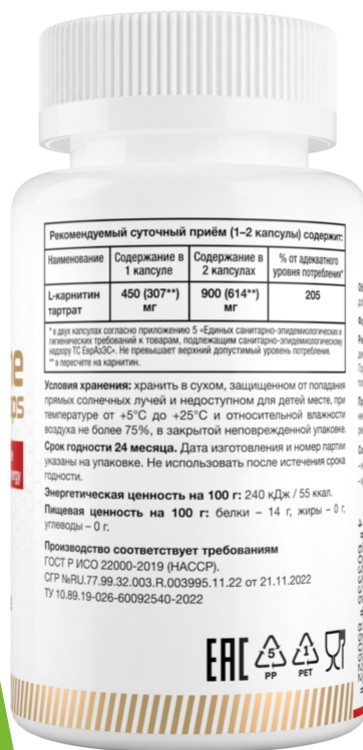 Рекомендуемый суточный приём (1–2 капсулы) содержит:
Наименование Содержание в 1 капсуле Содержание в 2 капсулах % от адекватного уровня потребления*
L-карнитин тартрат 450 (307**) мг 900 (614**) мг 205
* в двух капсулах согласно приложению 5 «Единых санитарно-эпидемиологических и
гигиенических требований к товарам, подлежащим санитарно-эпидемиологическому
надзору ТС ЕврАзЭС». Не превышает верхний допустимый уровень потребления.
** в пересчете на карнитин.
Условия хранения: хранить в сухом, защищенном от попадания
прямых солнечных лучей и недоступном для детей месте, при
температуре от +5°С до +25°С и относительной влажности
воздуха не более 75%, в закрытой неповрежденной упаковке.
Срок годности 24 месяца. Дата изготовления и номер партии
указаны на упаковке. Не использовать после истечения срока
годности.
Энергетическая ценность на 100 г: 240 кДж / 55 ккал.
Пищевая ценность на 100 г: белки – 14 г, жиры – 0 г,
углеводы – 0 г.
Производство соответствует требованиям
ГОСТ Р ИСО 22000-2019 (НАССР).
СГР №RU.77.99.32.003.R.003995.11.22 от 21.11.2022
ТУ 10.89.19-026-60092540-2022
EAC
5
PP
1
PET